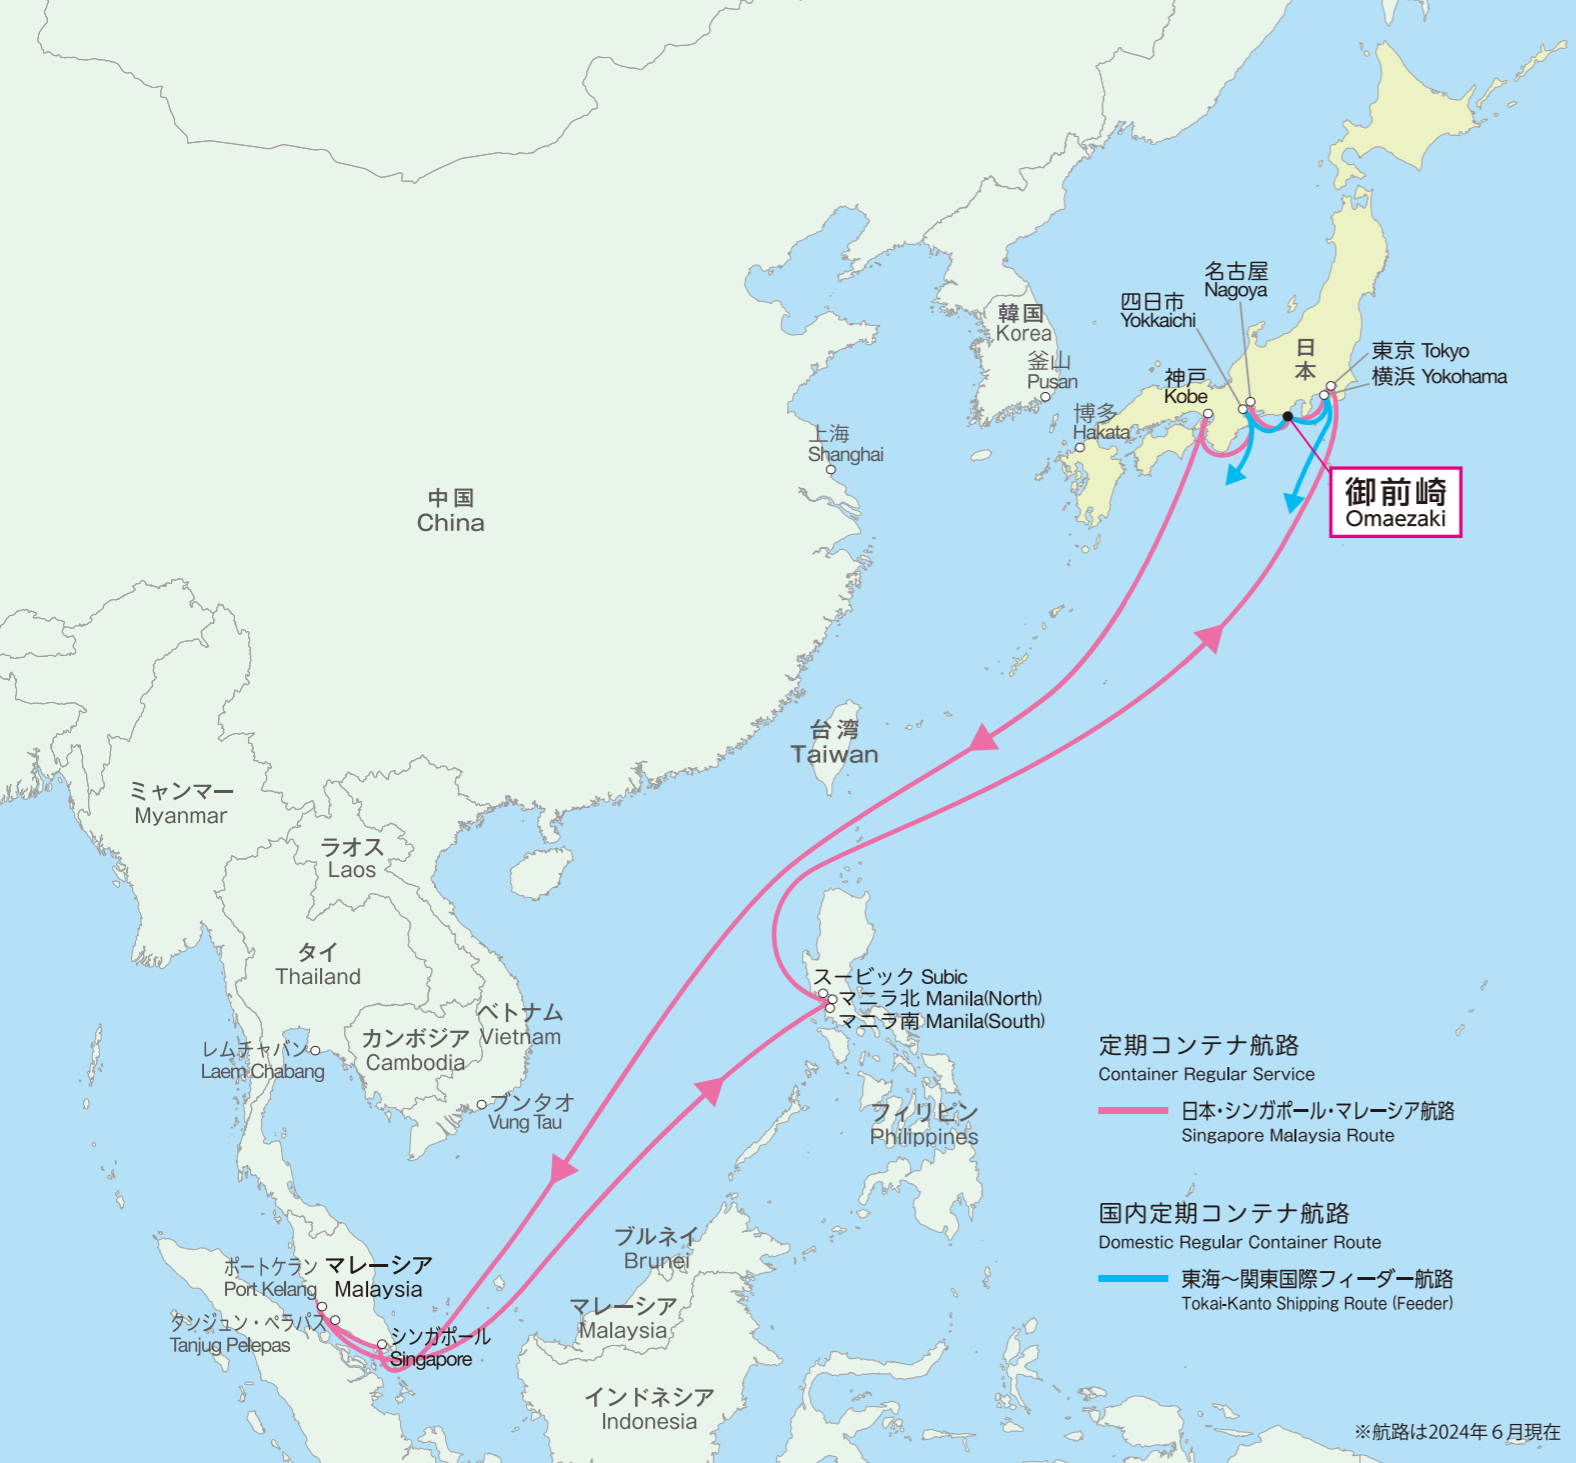 名古屋
Nagoya
四日市
Yokkaichi
韓国
Korea
釜山
Pusan
日本
東京 Tokyo
横浜 Yokohama
神戸
Kobe
博多
Hakata
上海
Shanghai
御前崎
Omaezaki
中国
China
台湾
Taiwan
ミャンマー
Myanmar
ラオス
Laos
タイ
Thailand
スービック Subic
マニラ北 Manila(North)
マニラ南 Manila(South)
ベトナム
Vietnam
カンボジア
Cambodia
レムチャバン
Laem Chabang
ブンタオ
Vung Tau
フィリピン
Philippines
定期コンテナ航路
Container Regular Service
日本・シンガポール・マレーシア航路
Singapore Malaysia Route
国内定期コンテナ航路
Domestic Regular Container Route
東海〜関東国際フィーダー航路
Tokai-Kanto Shipping Route (Feeder)
ブルネイ
Brunei
ポートケラン
Port Kelang
マレーシア
Malaysia
タンジュン・ペラパス
Tanjug Pelepas
シンガポール
Singapore
マレーシア
Malaysia
インドネシア
Indonesia
※航路は2024年6月現在